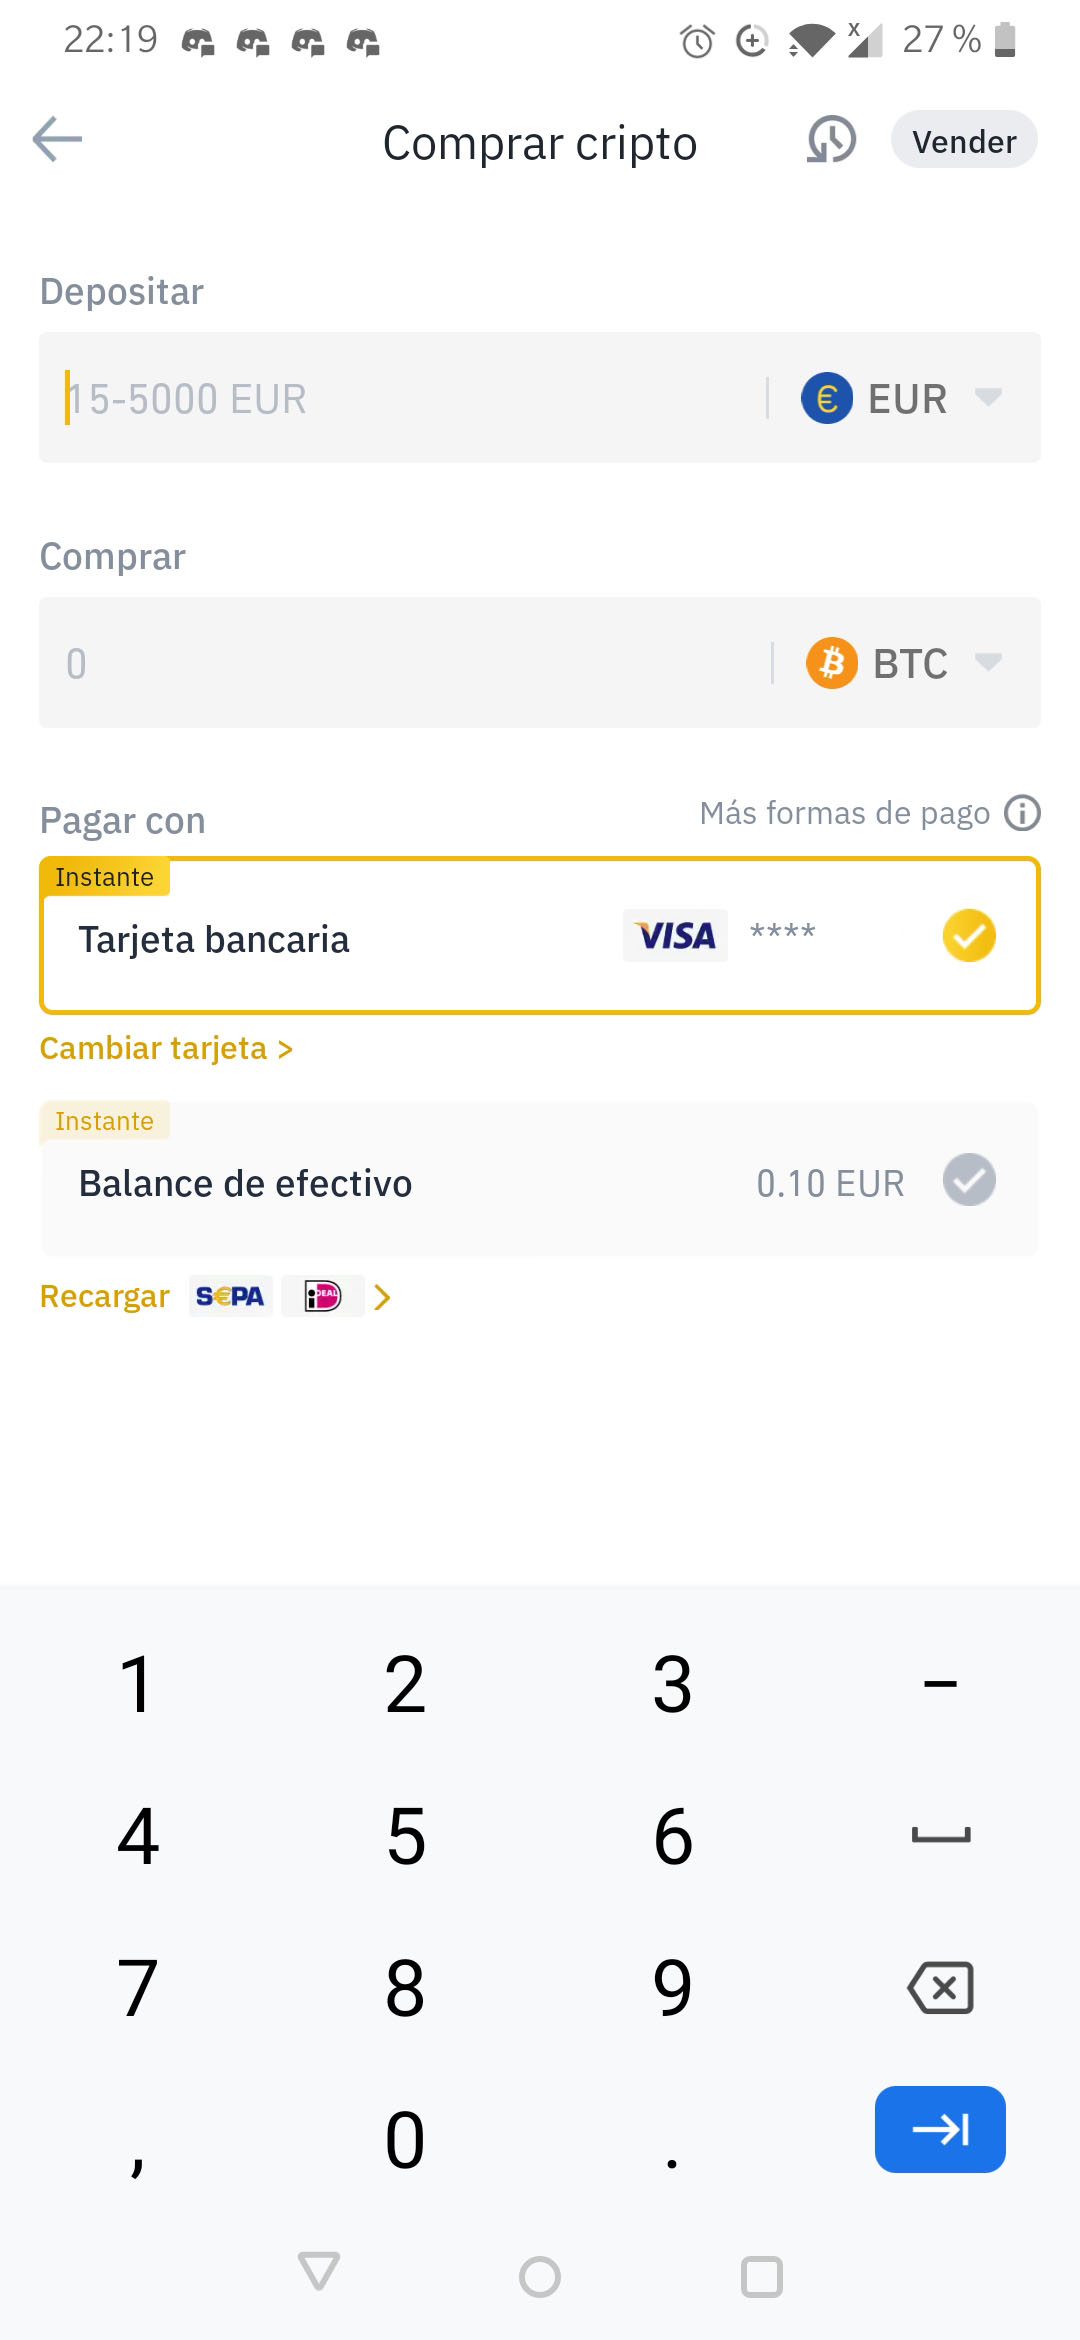 22:19 27 %
Comprar cripto Vender
Depositar
15-5000 EUR € EUR
Comprar
0 BTC
Pagar con Más formas de pago
Instante
Tarjeta bancaria VISA ****
Cambiar tarjeta >
Instante
Balance de efectivo 0.10 EUR
Recargar S€PA iDEAL >
1 2 3 –
4 5 6
7 8 9
, 0 .